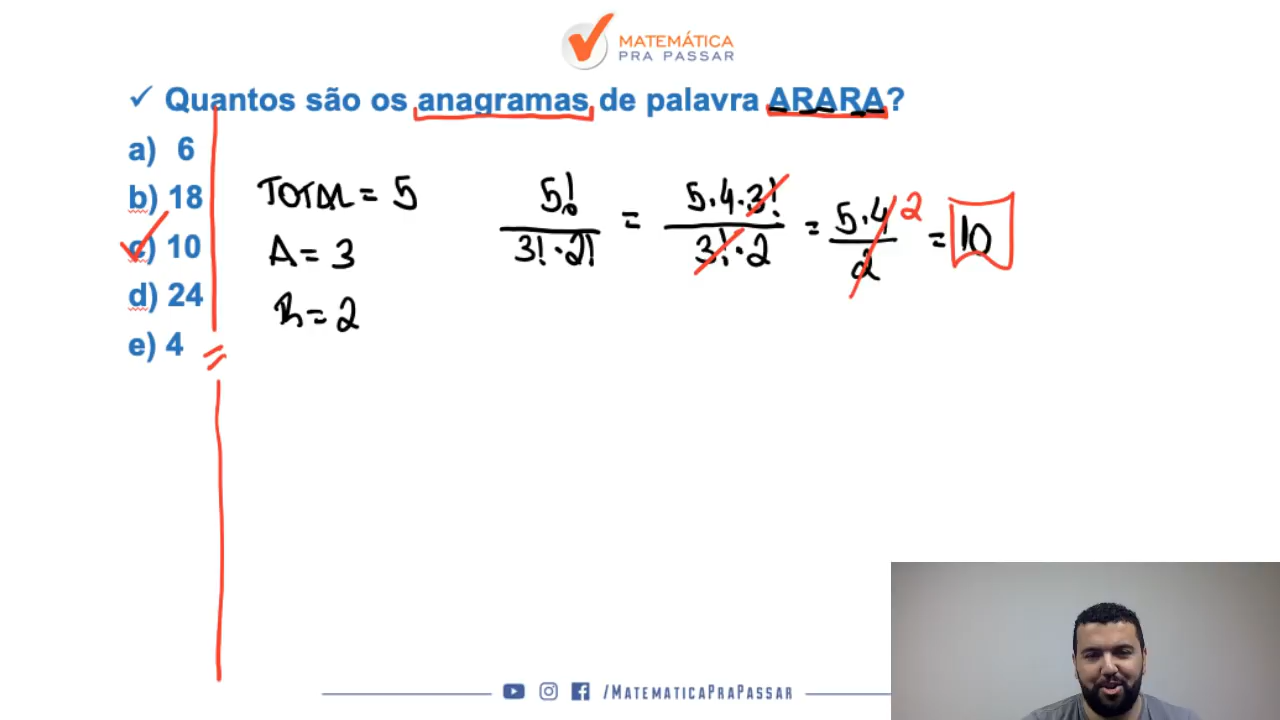 MATEMÁTICA
PRA PASSAR
✓ Quantos são os anagramas de palavra ARARA?
a) 6
b) 18
c) 10
d) 24
e) 4
TOTAL = 5
A = 3
R = 2
5! / 3! · 2! = 5 · 4 · 3! / 3! · 2 = 5 · 4 / 2 2 = 10
/MATEMATICAPRAPASSAR